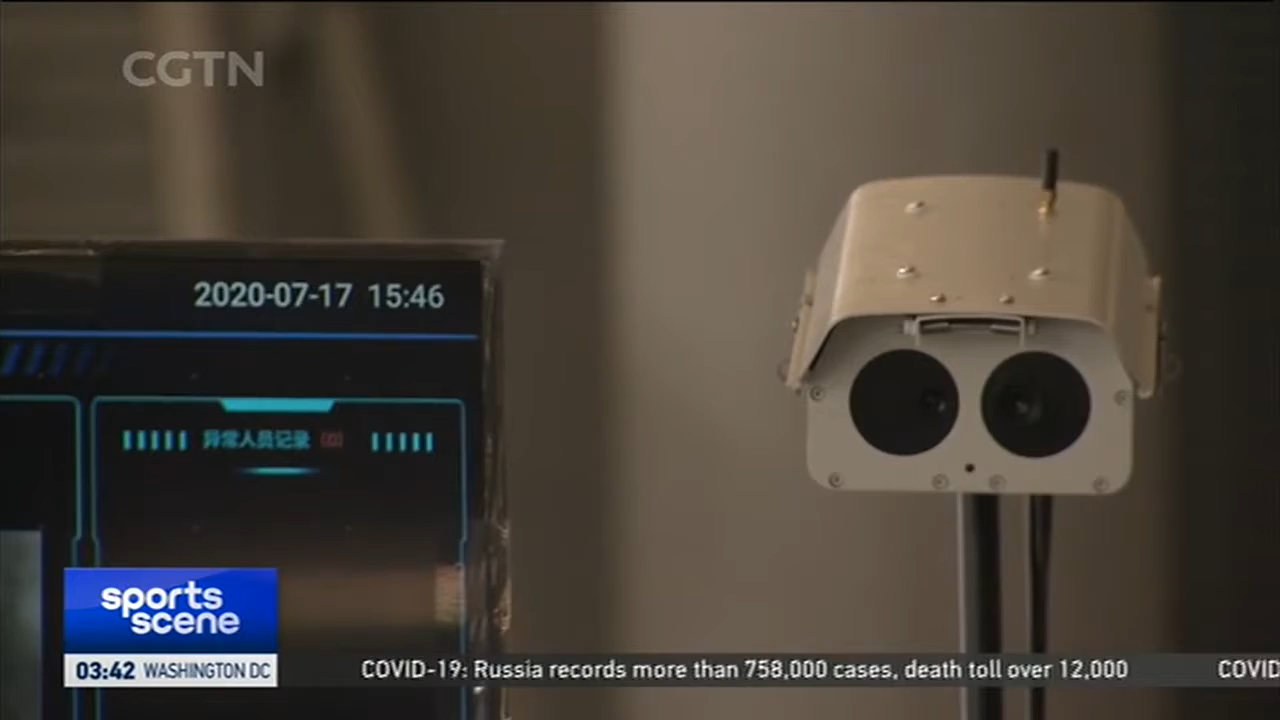 CGTN
2020-07-17 15:46
异常人员记录
sports
scene
03:42 WASHINGTON DC
COVID-19: Russia records more than 758,000 cases, death toll over 12,000
COVID